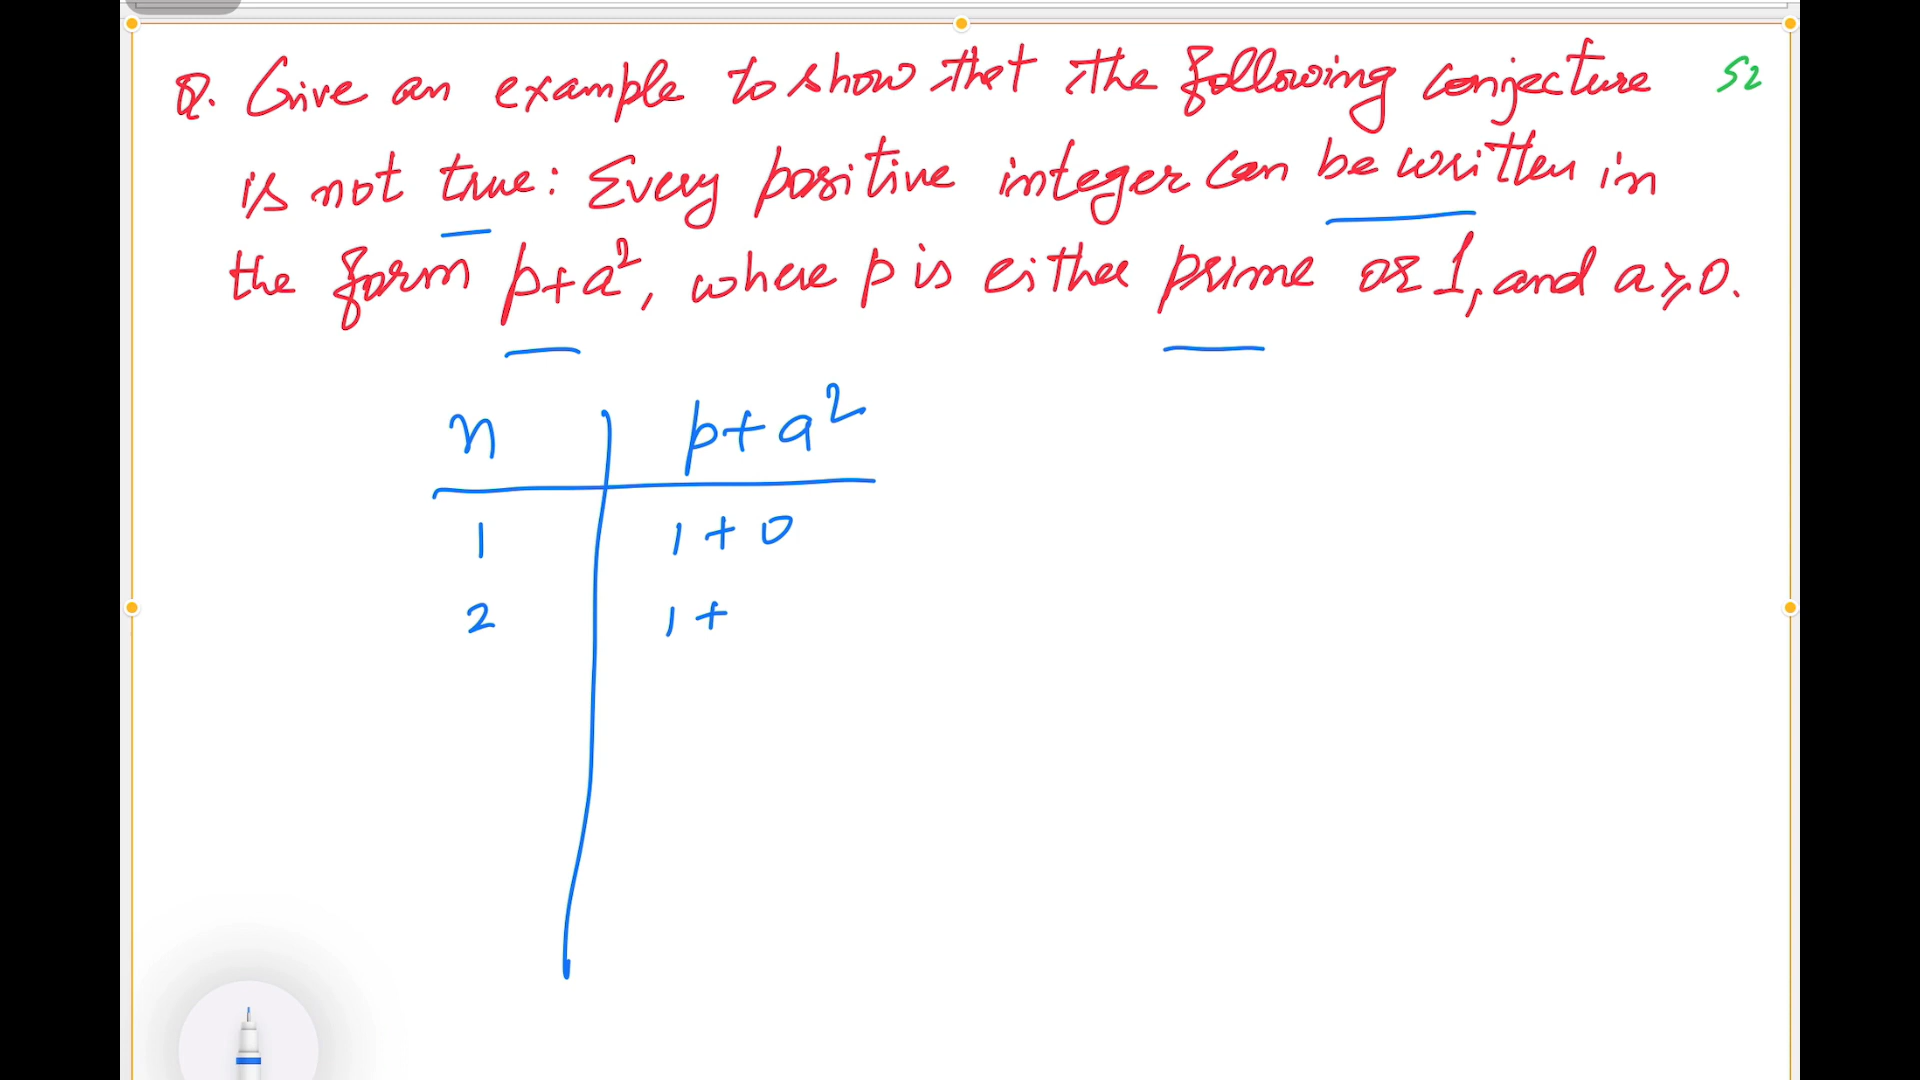 Q. Give an example to show that the following conjecture 52
is not true: Every positive integer can be written in
the form p+a², where p is either prime or 1, and a ⩾ 0.
n | p+a²
1 | 1+0
2 | 1+